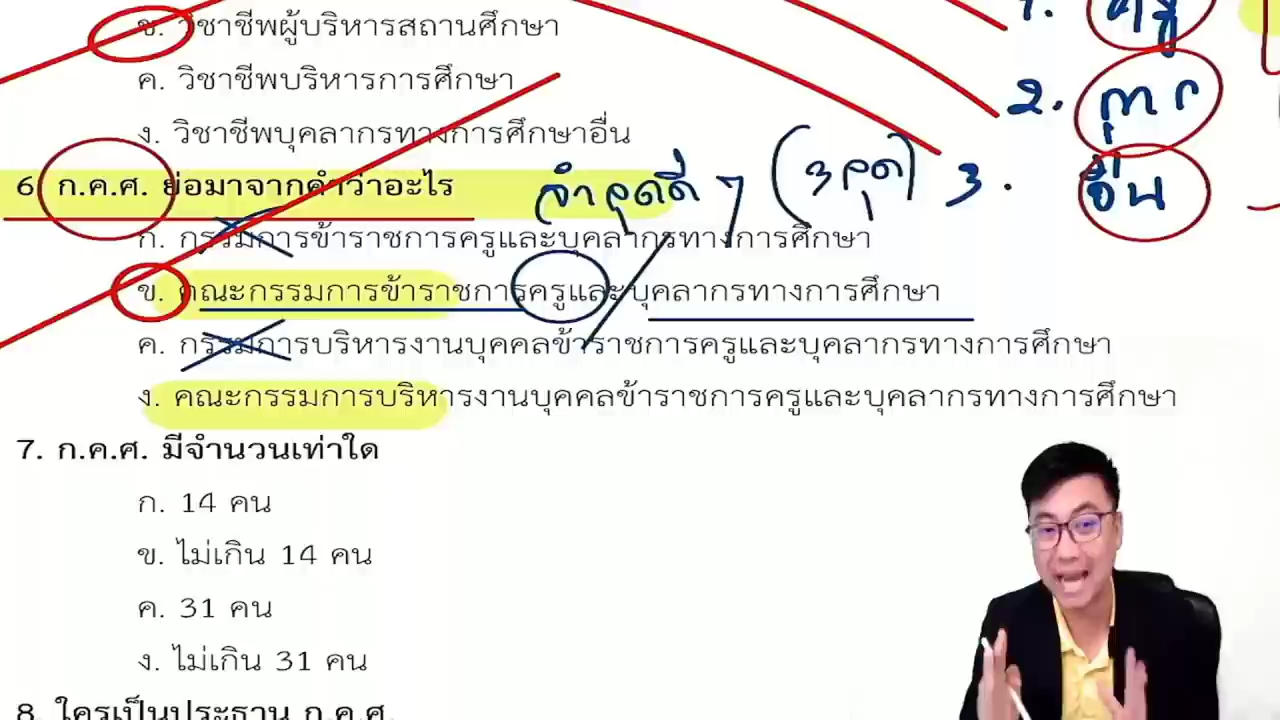 ข. วิชาชีพผู้บริหารสถานศึกษา
ค. วิชาชีพบริหารการศึกษา
ง. วิชาชีพบุคลากรทางการศึกษาอื่น
6. ก.ค.ศ. ย่อมาจากคำว่าอะไร
ก. กรรมการข้าราชการครูและบุคลากรทางการศึกษา
ข. คณะกรรมการข้าราชการครูและบุคลากรทางการศึกษา
ค. กรรมการบริหารงานบุคคลข้าราชการครูและบุคลากรทางการศึกษา
ง. คณะกรรมการบริหารงานบุคคลข้าราชการครูและบุคลากรทางการศึกษา
1. ครู
2.
3. อื่น
7. ก.ค.ศ. มีจำนวนเท่าใด
ก. 14 คน
ข. ไม่เกิน 14 คน
ค. 31 คน
ง. ไม่เกิน 31 คน
8. ใครเป็นประธาน ก.ค.ศ.